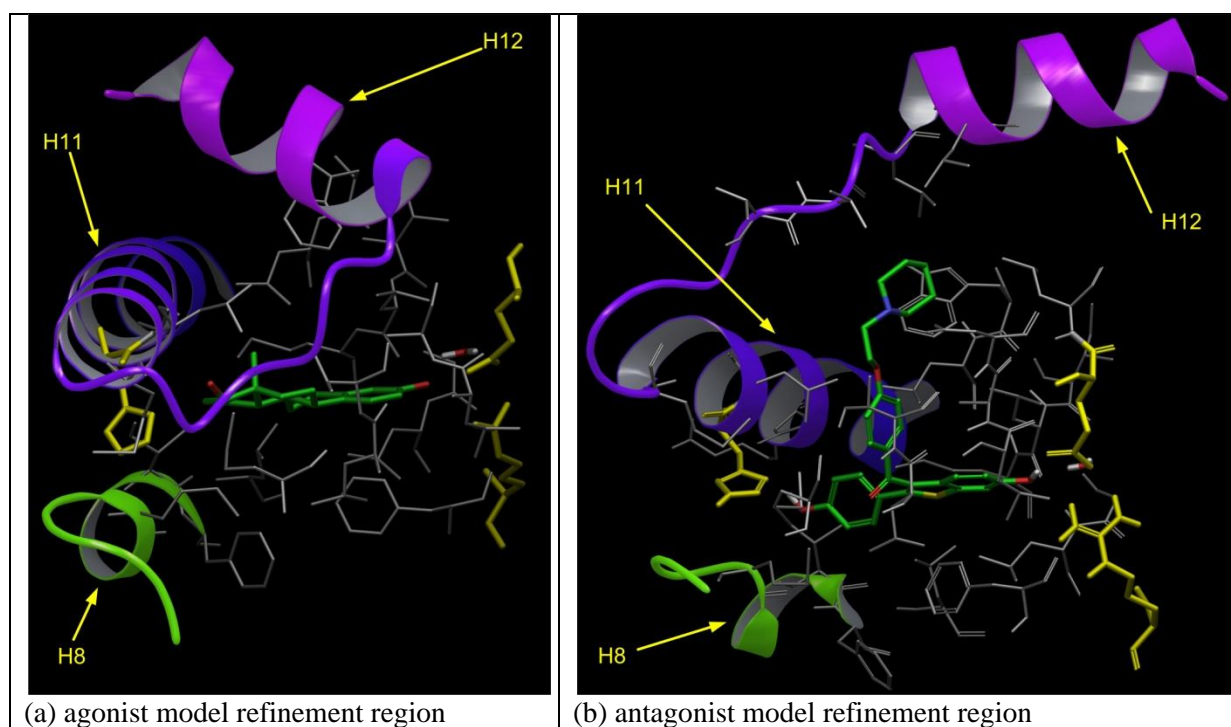 H12
H11
H8
(a) agonist model refinement region
H11
H12
H8
(b) antagonist model refinement region